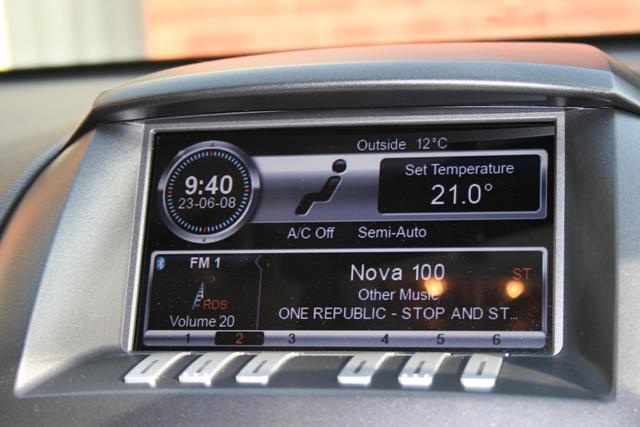 Outside 12°C
9:40
23-06-08
Set Temperature
21.0°
A/C Off Semi-Auto
FM 1
RDS
Volume 20
Nova 100
ST
Other Music
ONE REPUBLIC - STOP AND ST...
1 2 3 4 5 6